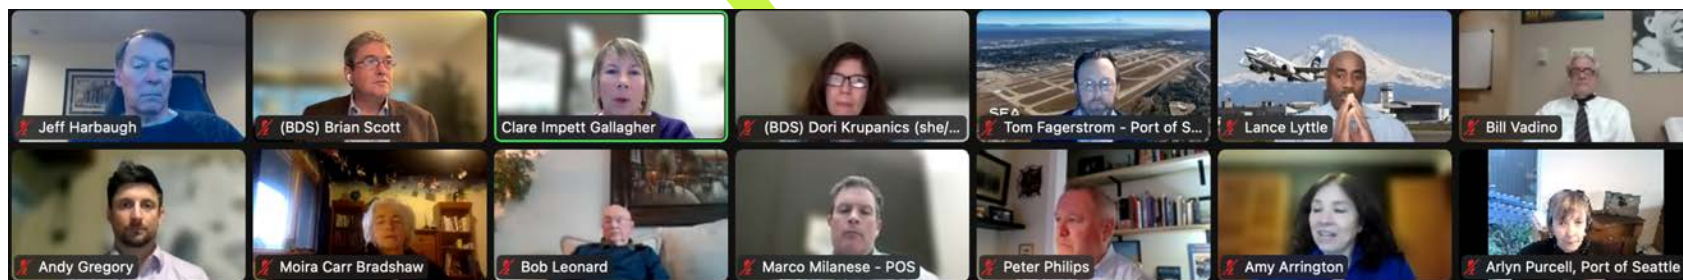 Jeff Harbaugh
(BDS) Brian Scott
Clare Impett Gallagher
(BDS) Dori Krupanics (she/...
SEA
Tom Fagerstrom - Port of S...
Lance Lyttle
Bill Vadino
Andy Gregory
Moira Carr Bradshaw
Bob Leonard
Marco Milanese - POS
Peter Philips
Amy Arrington
Arlyn Purcell, Port of Seattle